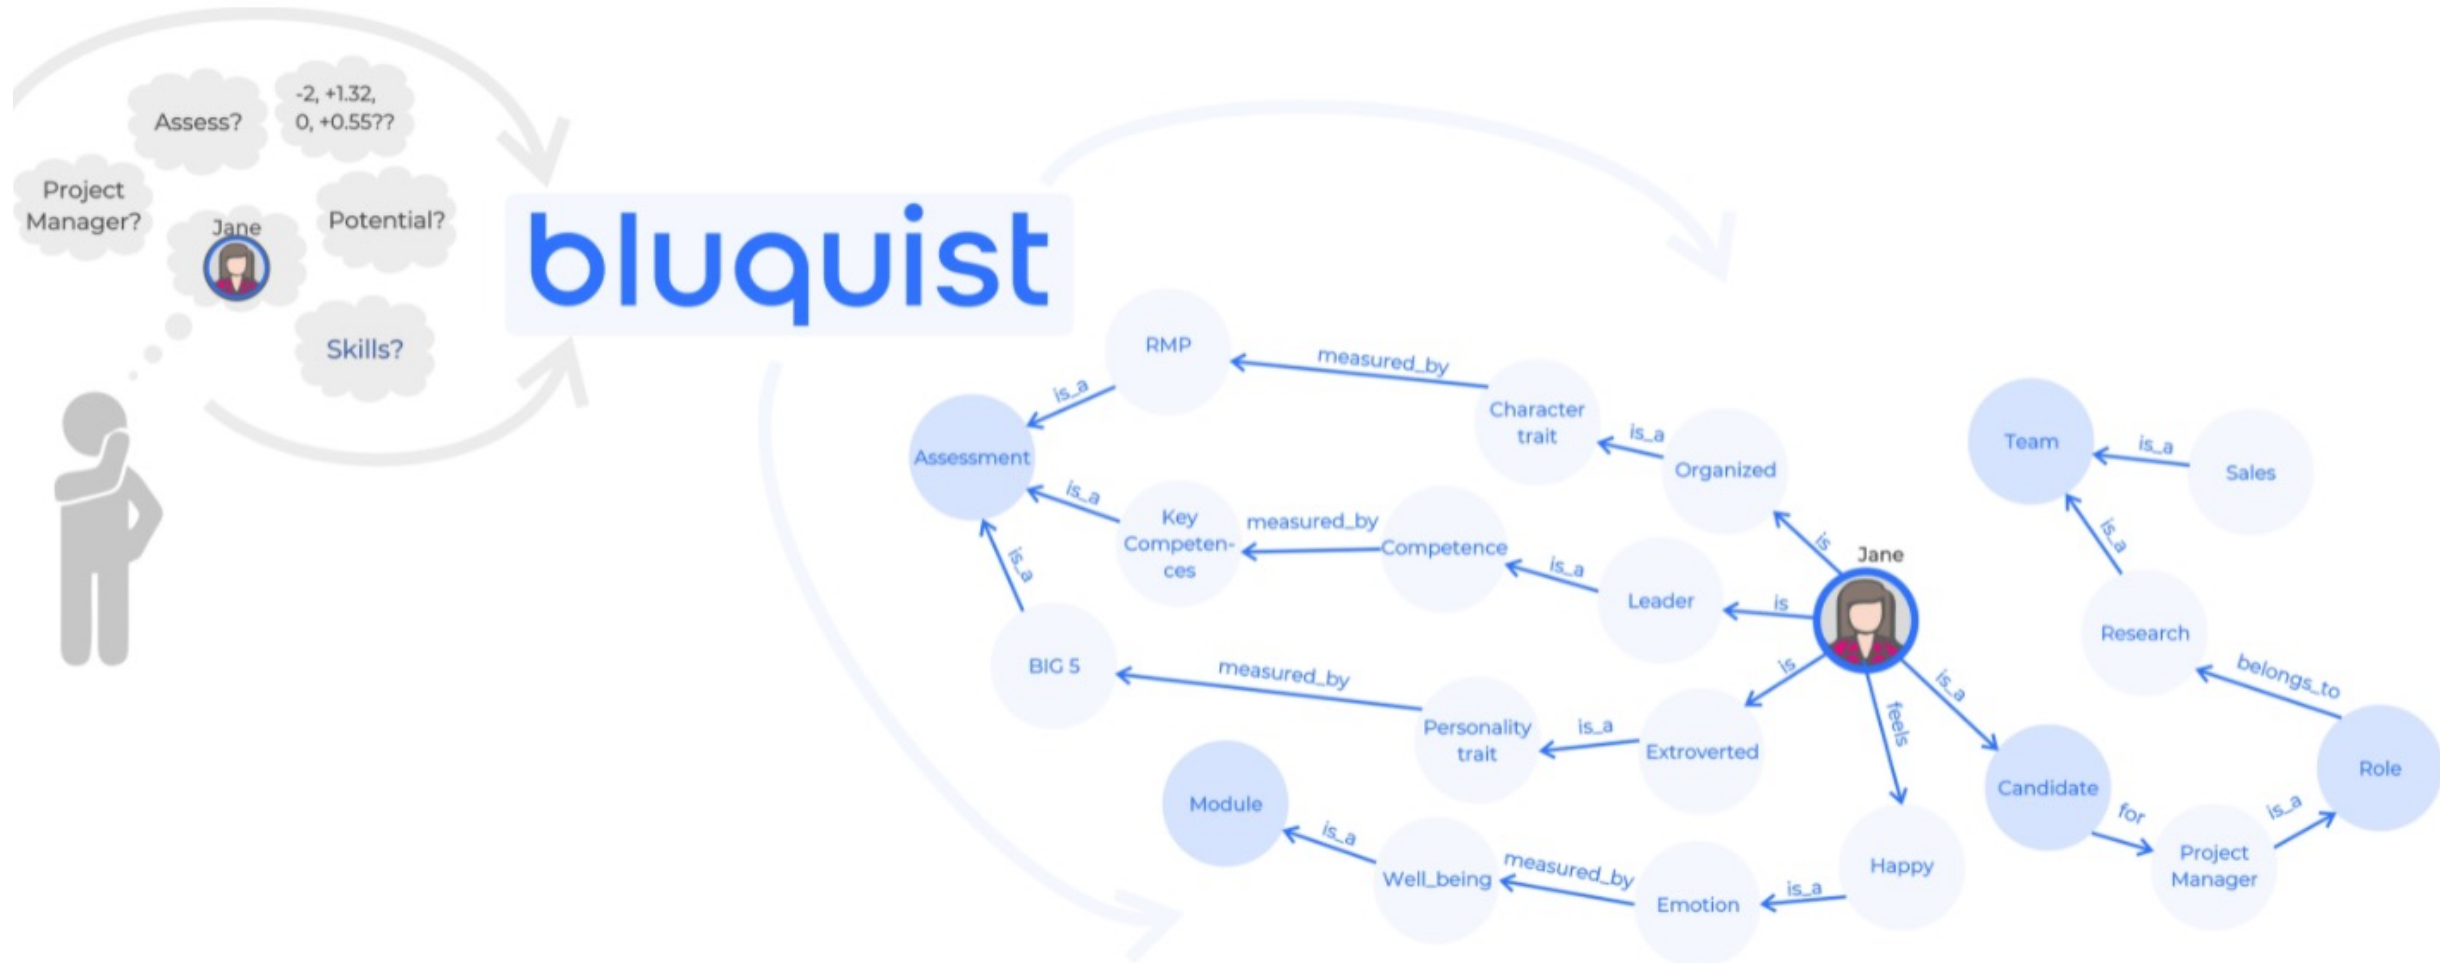 Assess?
-2, +1.32,
0, +0.55??
Project
Manager?
Jane
Potential?
Skills?
bluquist
RMP
measured_by
is_a
Character
trait
is_a
Organized
Assessment
is_a
Key
Competen-
ces
measured_by
Competence
is_a
Leader
is
is
Jane
is_a
BIG 5
measured_by
Personality
trait
is_a
Extroverted
is
feels
is_a
Module
is_a
Well_being
measured_by
Emotion
is_a
Happy
Team
is_a
Sales
is_a
Research
belongs_to
Role
Candidate
for
Project
Manager
is_a